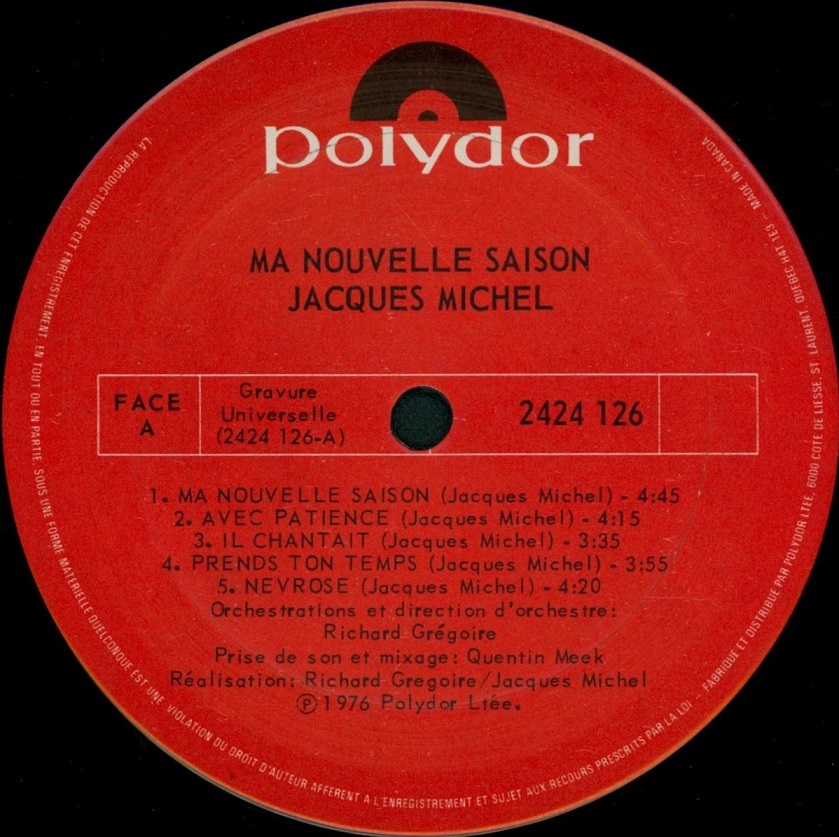 polydor
MA NOUVELLE SAISON
JACQUES MICHEL
FACE
A
Gravure
Universelle
(2424 126-A)
2424 126
1. MA NOUVELLE SAISON (Jacques Michel) - 4:45
2. AVEC PATIENCE (Jacques Michel) - 4:15
3. IL CHANTAIT (Jacques Michel) - 3:35
4. PRENDS TON TEMPS (Jacques Michel) - 3:55
5. NEVROSE (Jacques Michel) - 4:20
Orchestrations et direction d'orchestre:
Richard Grégoire
Prise de son et mixage: Quentin Meek
Réalisation: Richard Gregoire/Jacques Michel
Ⓟ 1976 Polydor Ltée.
LA REPRODUCTION DE CET ENREGISTREMENT, EN TOUT OU EN PARTIE, SOUS UNE FORME MATERIELLE QUELCONQUE EST UNE VIOLATION DU DROIT D'AUTEUR AFFERENT A L'ENREGISTREMENT ET SUJET AUX RECOURS PRESCRITS PAR LA LOI - FABRIQUE ET DISTRIBUE PAR POLYDOR LTEE, 6000 COTE DE LIESSE, ST LAURENT, QUEBEC H4T 1E3 - MADE IN CANADA